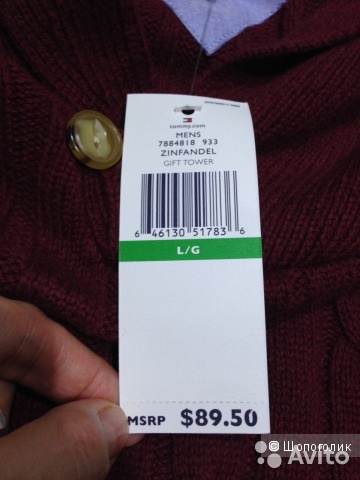 tommy.com
MENS
7884818 933
ZINFANDEL
GIFT TOWER
6 46130 51783 6
L/G
MSRP $89.50
© Шопоголик
Avito